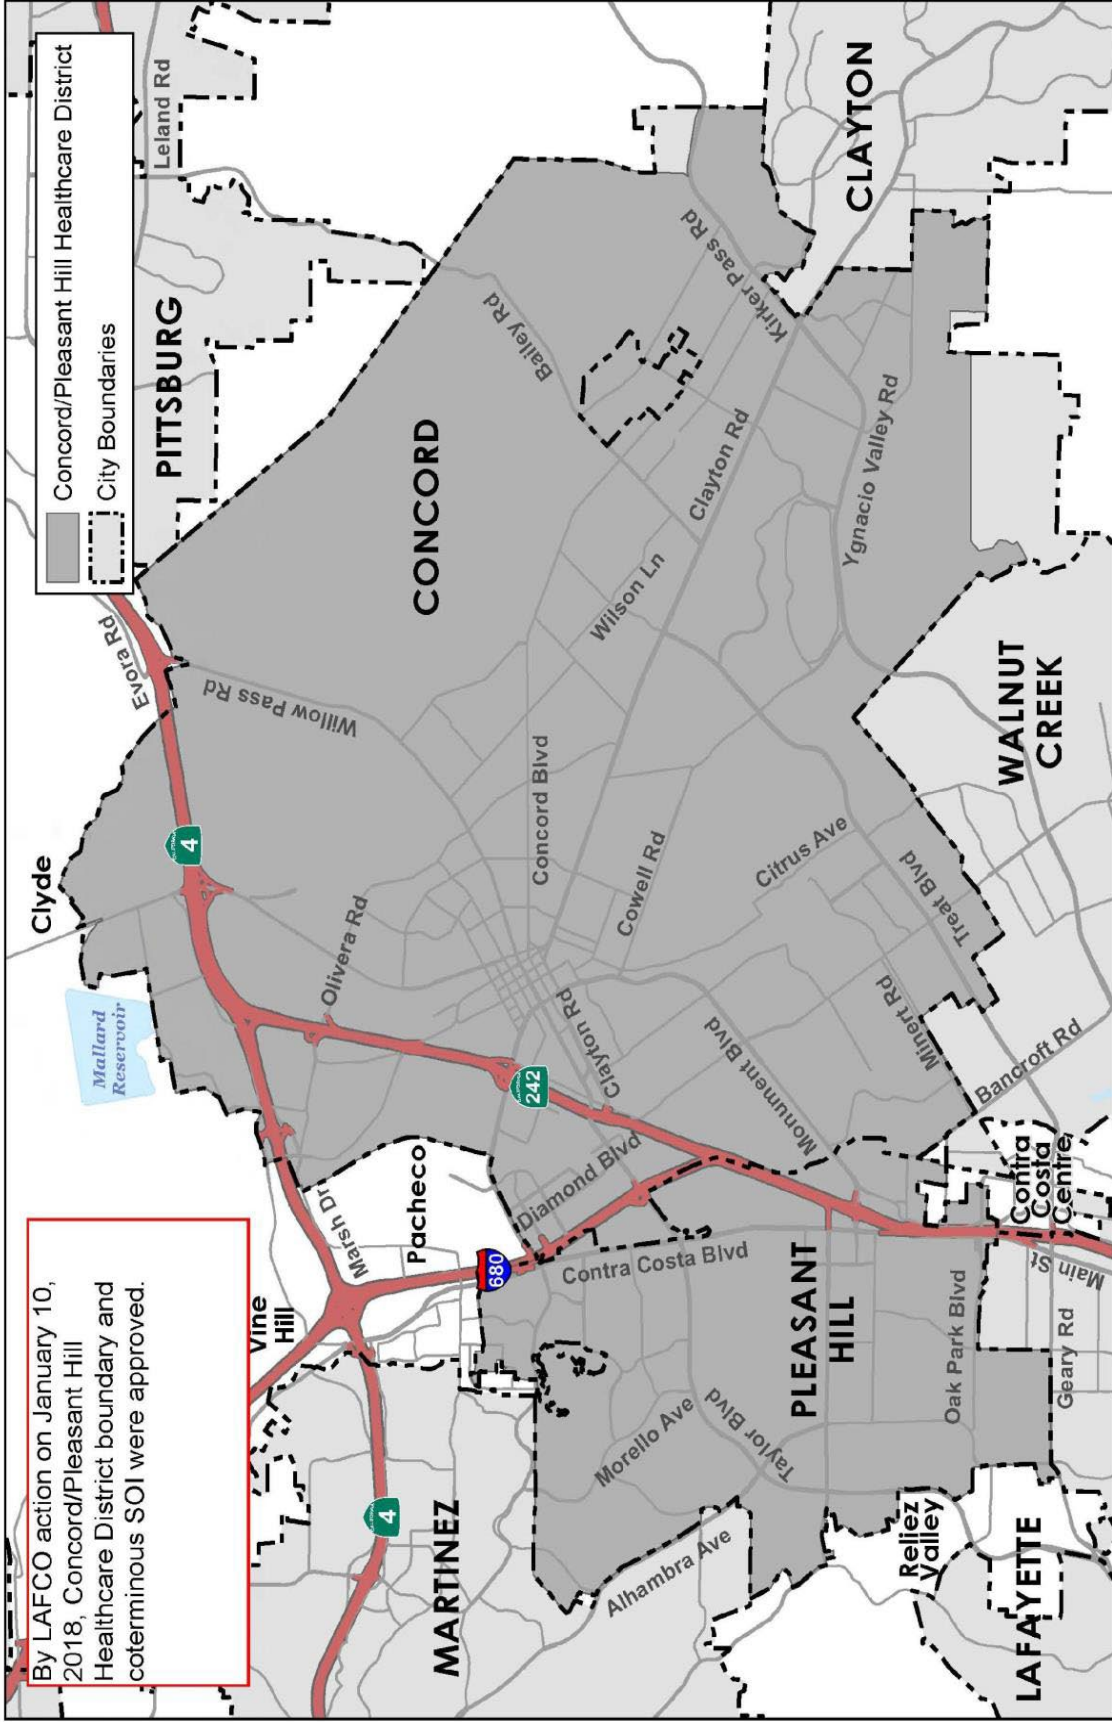 By LAFCO action on January 10,
2018, Concord/Pleasant Hill
Healthcare District boundary and
coterminous SOI were approved.
Concord/Pleasant Hill Healthcare District
City Boundaries
Leland Rd
PITTSBURG
Evora Rd
Clyde
Mallard
Reservoir
4
Willow Pass Rd
CONCORD
Bailey Rd
Kirker Pass Rd
CLAYTON
Clayton Rd
Ygnacio Valley Rd
Wilson Ln
Concord Blvd
Olivera Rd
Cowell Rd
Citrus Ave
WALNUT
CREEK
Treat Blvd
Minert Rd
Bancroft Rd
242
Clayton Rd
Monument Blvd
Diamond Blvd
Marsh Dr
Pacheco
Vine
Hill
680
Contra Costa Blvd
Contra
Costa
Centre
Main St
Geary Rd
Oak Park Blvd
PLEASANT
HILL
Taylor Blvd
Morello Ave
4
MARTINEZ
Alhambra Ave
Reliez
Valley
LAFAYETTE